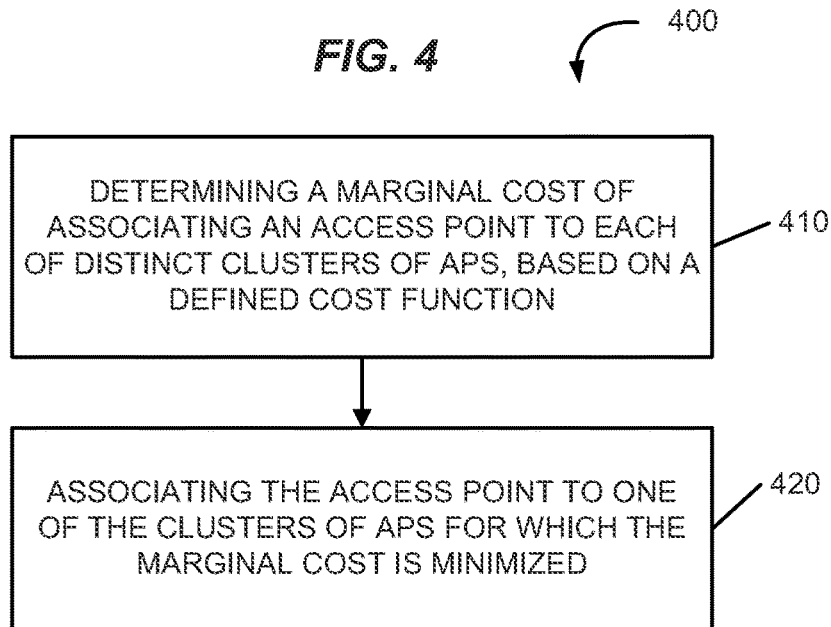 FIG. 4
400
DETERMINING A MARGINAL COST OF
ASSOCIATING AN ACCESS POINT TO EACH
OF DISTINCT CLUSTERS OF APS, BASED ON A
DEFINED COST FUNCTION
410
ASSOCIATING THE ACCESS POINT TO ONE
OF THE CLUSTERS OF APS FOR WHICH THE
MARGINAL COST IS MINIMIZED
420